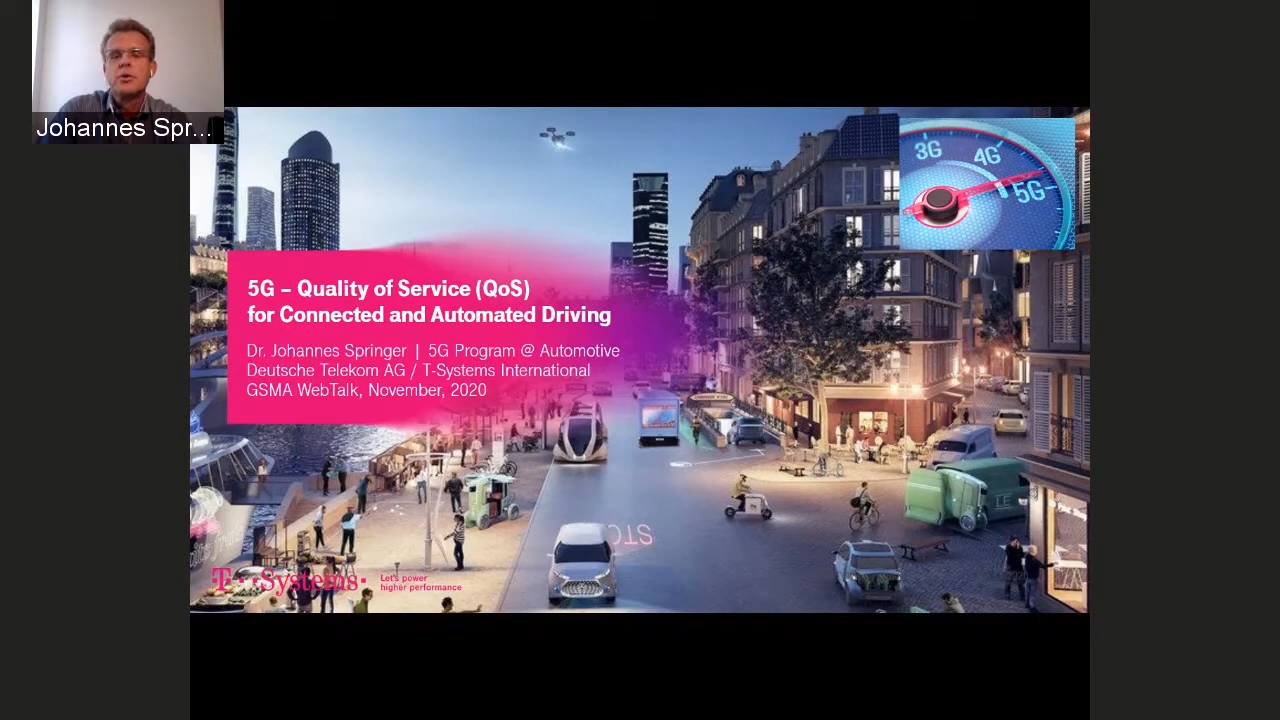 Johannes Spr...
3G
4G
5G
5G – Quality of Service (QoS)
for Connected and Automated Driving
Dr. Johannes Springer | 5G Program @ Automotive
Deutsche Telekom AG / T-Systems International
GSMA WebTalk, November, 2020
STO
T··Systems·
Let's power
higher performance